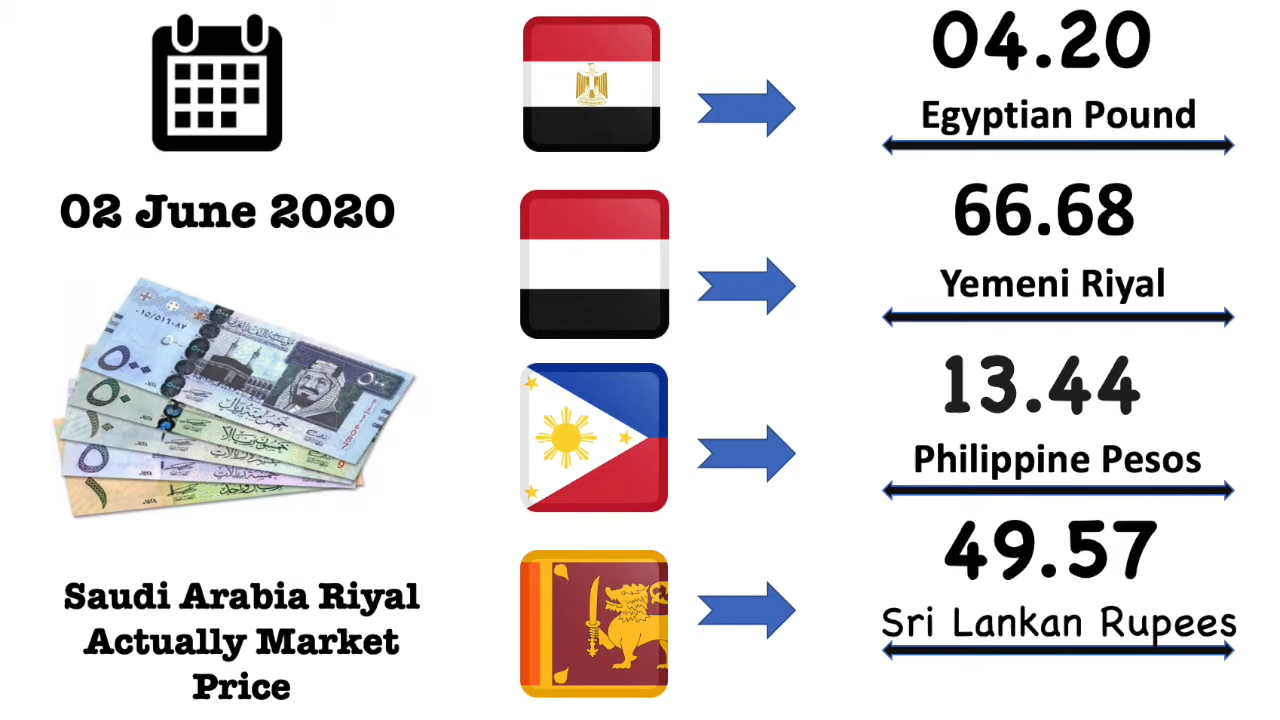 02 June 2020
Saudi Arabia Riyal
Actually Market
Price
04.20
Egyptian Pound
66.68
Yemeni Riyal
13.44
Philippine Pesos
49.57
Sri Lankan Rupees